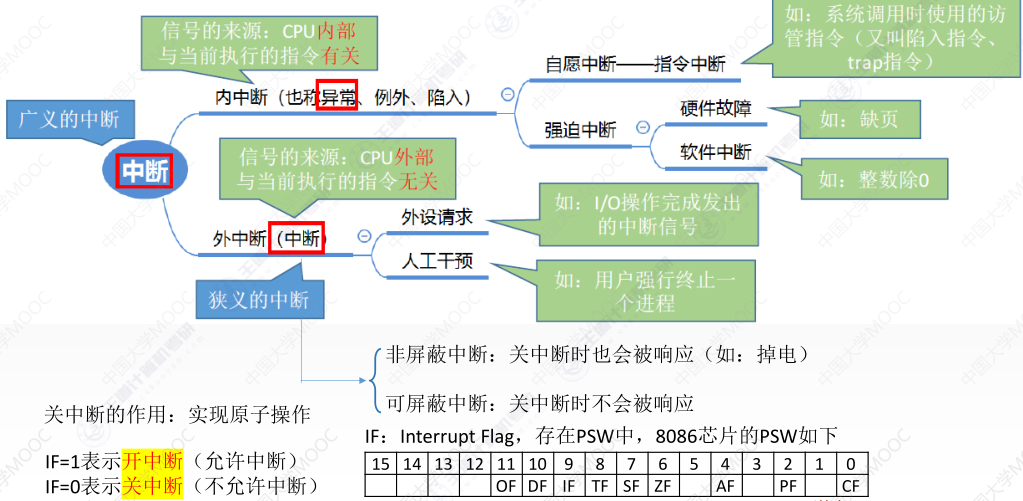 信号的来源：CPU内部
与当前执行的指令有关
如：系统调用时使用的访
管指令（又叫陷入指令、
trap指令）
自愿中断——指令中断
内中断（也称异常、例外、陷入）
硬件故障
如：缺页
广义的中断
强迫中断
软件中断
如：整数除0
中断
信号的来源：CPU外部
与当前执行的指令无关
外设请求
如：I/O操作完成发出
的中断信号
外中断（中断）
人工干预
如：用户强行终止一
个进程
狭义的中断
非屏蔽中断：关中断时也会被响应（如：掉电）
可屏蔽中断：关中断时不会被响应
关中断的作用：实现原子操作
IF：Interrupt Flag，存在PSW中，8086芯片的PSW如下
IF=1表示开中断（允许中断）
IF=0表示关中断（不允许中断）
15 14 13 12 11 10 9 8 7 6 5 4 3 2 1 0
OF DF IF TF SF ZF AF PF CF
中国大学MOOC